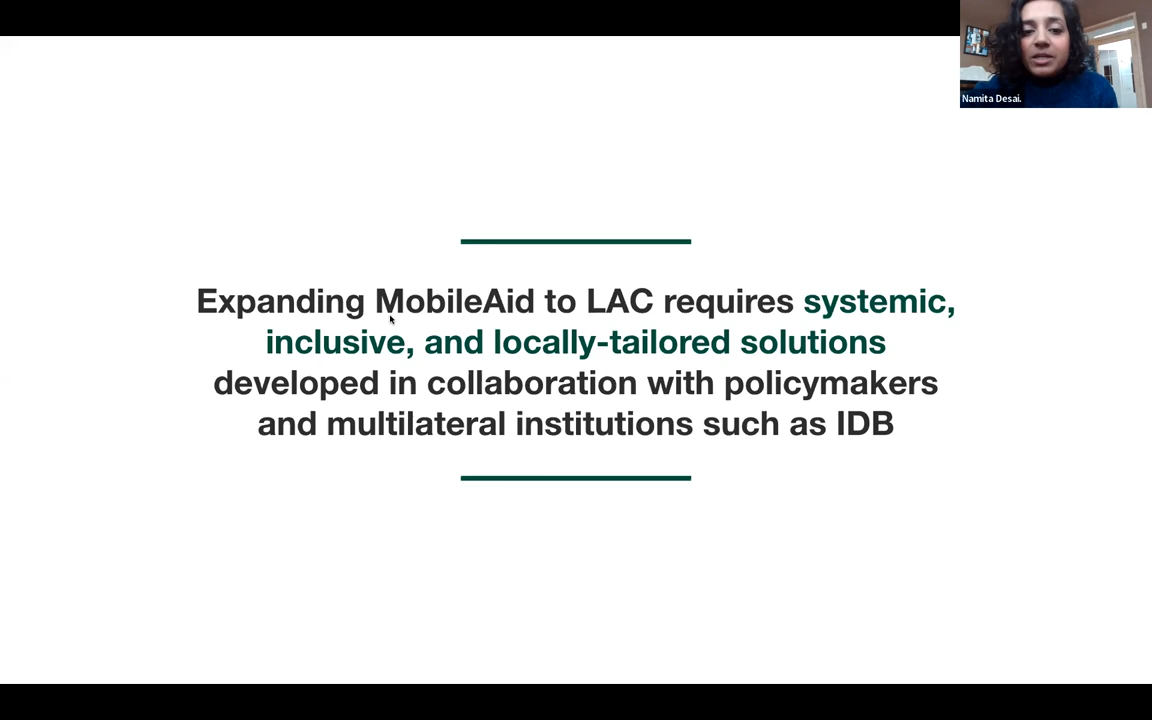 Namita Desai.
Expanding MobileAid to LAC requires systemic,
inclusive, and locally-tailored solutions
developed in collaboration with policymakers
and multilateral institutions such as IDB